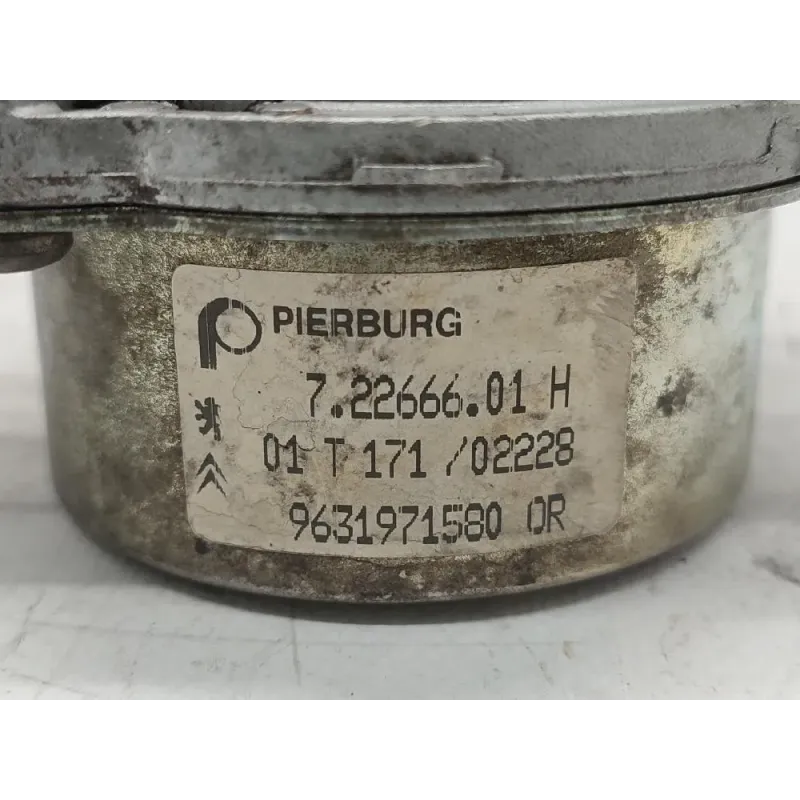 PIERBURG
7.22666.01 H
01 T 171 /02228
9631971580 OR